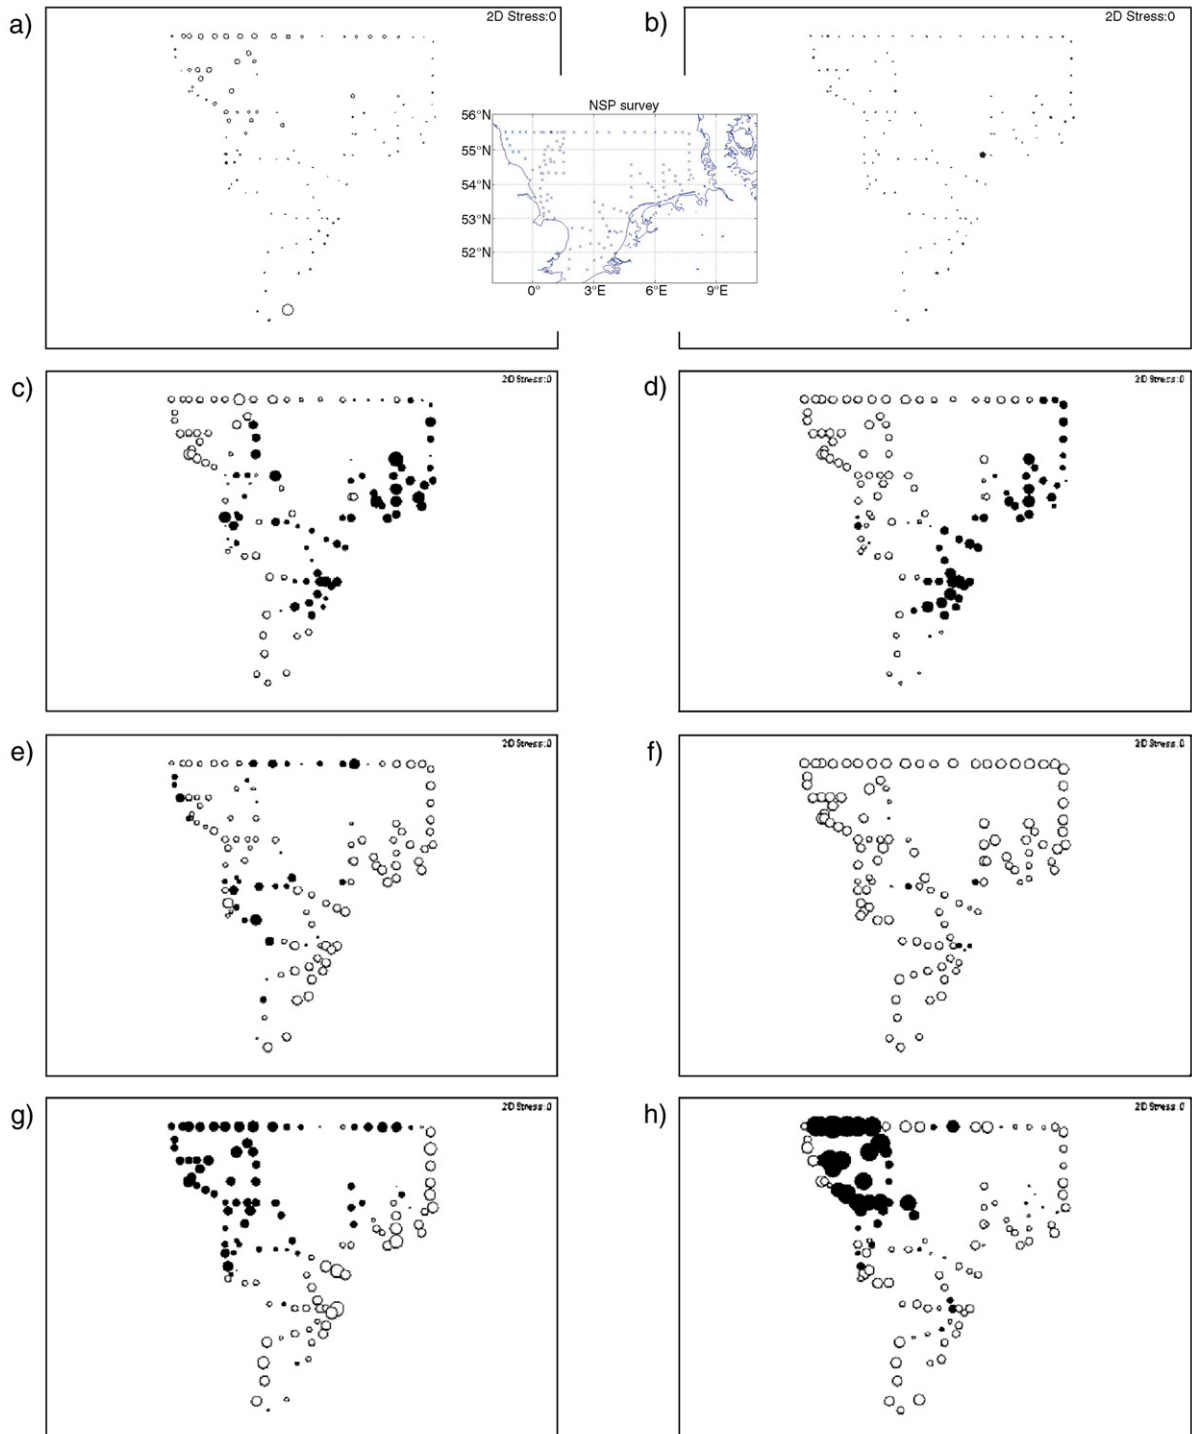 a)
2D Stress:0
b)
2D Stress:0
NSP survey
56°N
55°N
54°N
53°N
52°N
0°
3°E
6°E
9°E
c)
2D Stress:0
d)
2D Stress:0
e)
2D Stress:0
f)
2D Stress:0
g)
2D Stress:0
h)
2D Stress:0